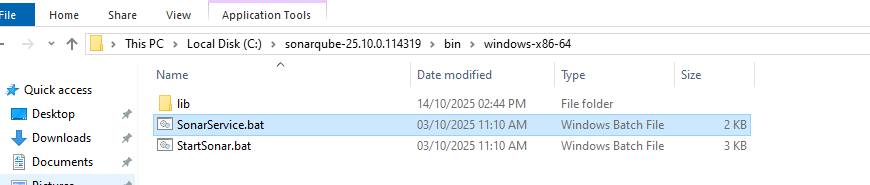 File Home Share View Application Tools
This PC Local Disk (C:) sonarqube-25.10.0.114319 bin windows-x86-64
Name Date modified Type Size
Quick access
lib 14/10/2025 02:44 PM File folder
Desktop
SonarService.bat 03/10/2025 11:10 AM Windows Batch File 2 KB
Downloads
StartSonar.bat 03/10/2025 11:10 AM Windows Batch File 3 KB
Documents
Pictures